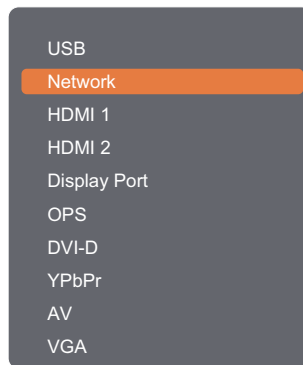 USB
Network
HDMI 1
HDMI 2
Display Port
OPS
DVI-D
YPbPr
AV
VGA